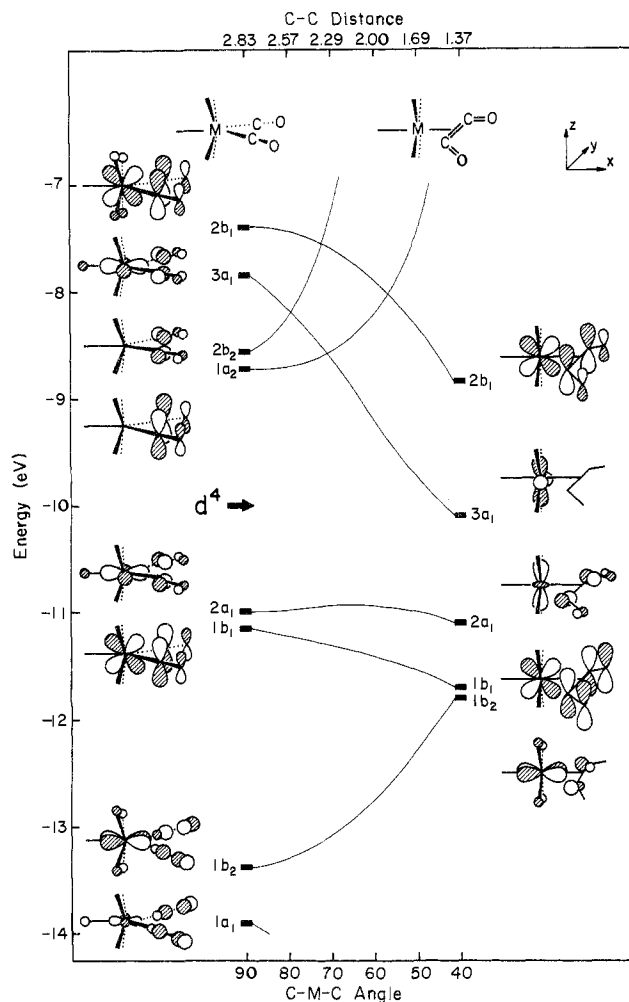 C-C Distance
2.83 2.57 2.29 2.00 1.69 1.37
M C O C O
M C=O C O
z y x
-7
2b₁
3a₁
-8
2b₂
1a₂
2b₁
-9
Energy (eV)
d⁴
-10
3a₁
2a₁
2a₁
-11
1b₁
1b₁
1b₂
-12
-13
1b₂
1a₁
-14
90 80 70 60 50 40
C-M-C Angle